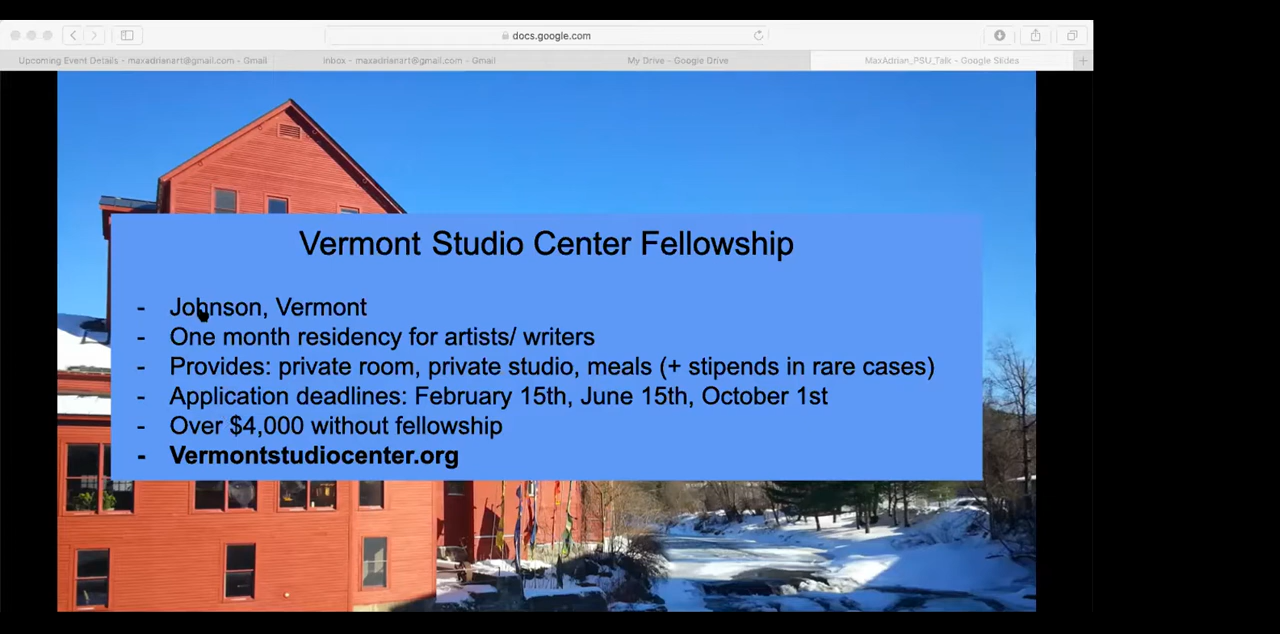 docs.google.com
Upcoming Event Details - maxadrienart@gmail.com - Gmail
Inbox - maxadrienart@gmail.com - Gmail
My Drive - Google Drive
MaxAdrian_PSU_Talk - Google Slides
Vermont Studio Center Fellowship
- Johnson, Vermont
- One month residency for artists/ writers
- Provides: private room, private studio, meals (+ stipends in rare cases)
- Application deadlines: February 15th, June 15th, October 1st
- Over $4,000 without fellowship
- Vermontstudiocenter.org